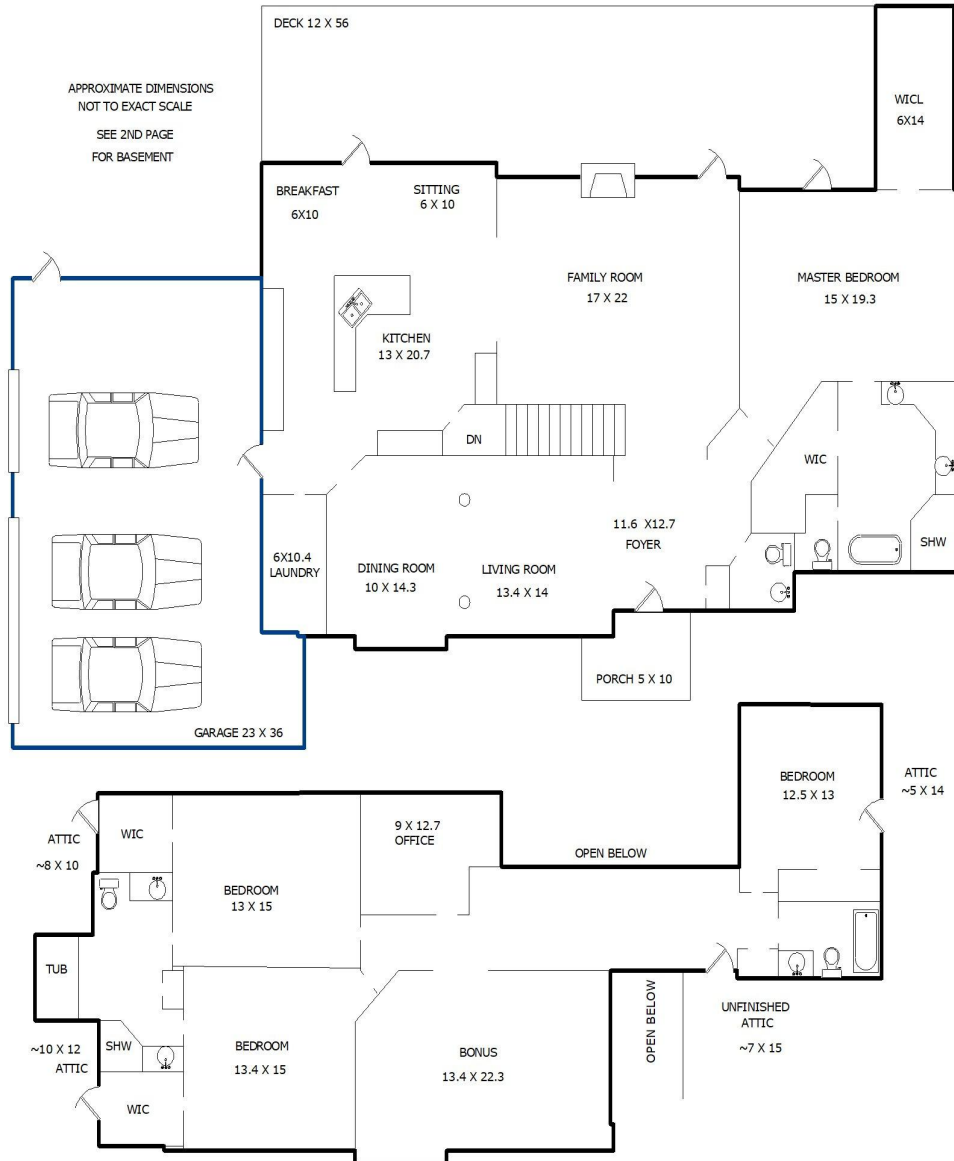 DECK 12 X 56
APPROXIMATE DIMENSIONS
NOT TO EXACT SCALE
SEE 2ND PAGE
FOR BASEMENT
WICL
6X14
BREAKFAST
6X10
SITTING
6 X 10
FAMILY ROOM
17 X 22
MASTER BEDROOM
15 X 19.3
KITCHEN
13 X 20.7
DN
WIC
SHW
11.6 X12.7
FOYER
6X10.4
LAUNDRY
DINING ROOM
10 X 14.3
LIVING ROOM
13.4 X 14
PORCH 5 X 10
GARAGE 23 X 36
BEDROOM
12.5 X 13
ATTIC
~5 X 14
ATTIC
~8 X 10
WIC
9 X 12.7
OFFICE
OPEN BELOW
BEDROOM
13 X 15
TUB
OPEN BELOW
UNFINISHED
ATTIC
~7 X 15
~10 X 12
ATTIC
SHW
BEDROOM
13.4 X 15
BONUS
13.4 X 22.3
WIC